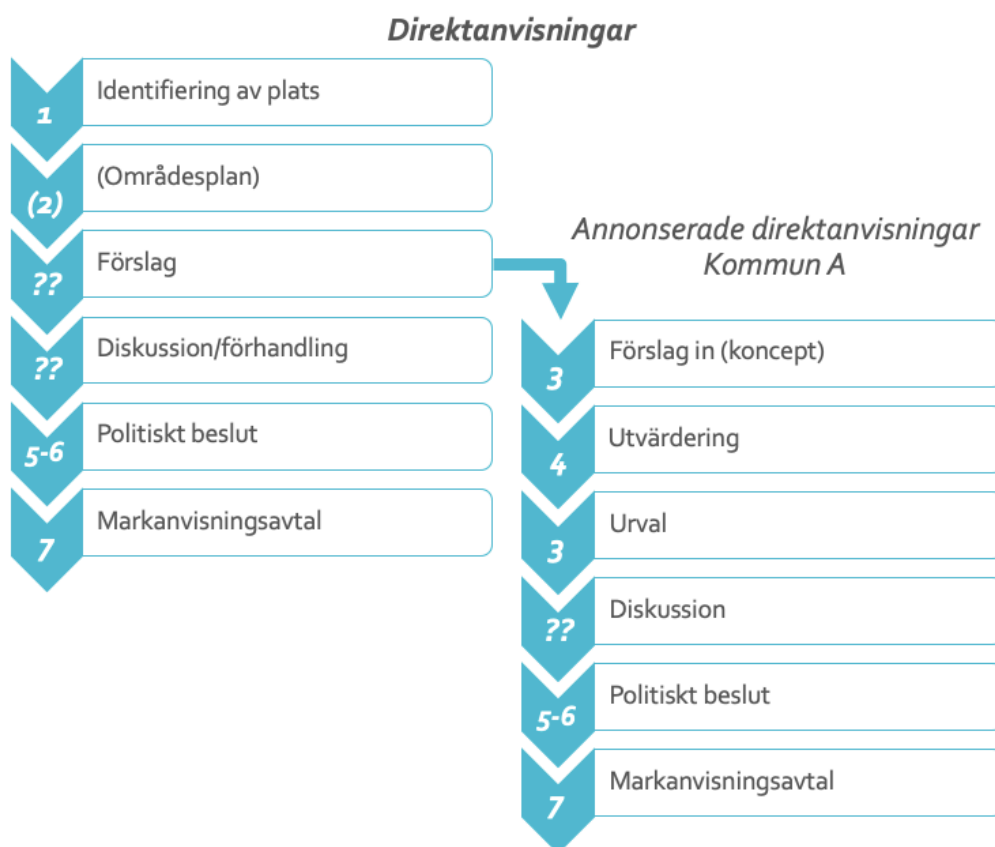 Direktanvisningar
1
Identifiering av plats
(2)
(Områdesplan)
??
Förslag
??
Diskussion/förhandling
5-6
Politiskt beslut
7
Markanvisningsavtal
Annonserade direktanvisningar
Kommun A
3
Förslag in (koncept)
4
Utvärdering
3
Urval
??
Diskussion
5-6
Politiskt beslut
7
Markanvisningsavtal